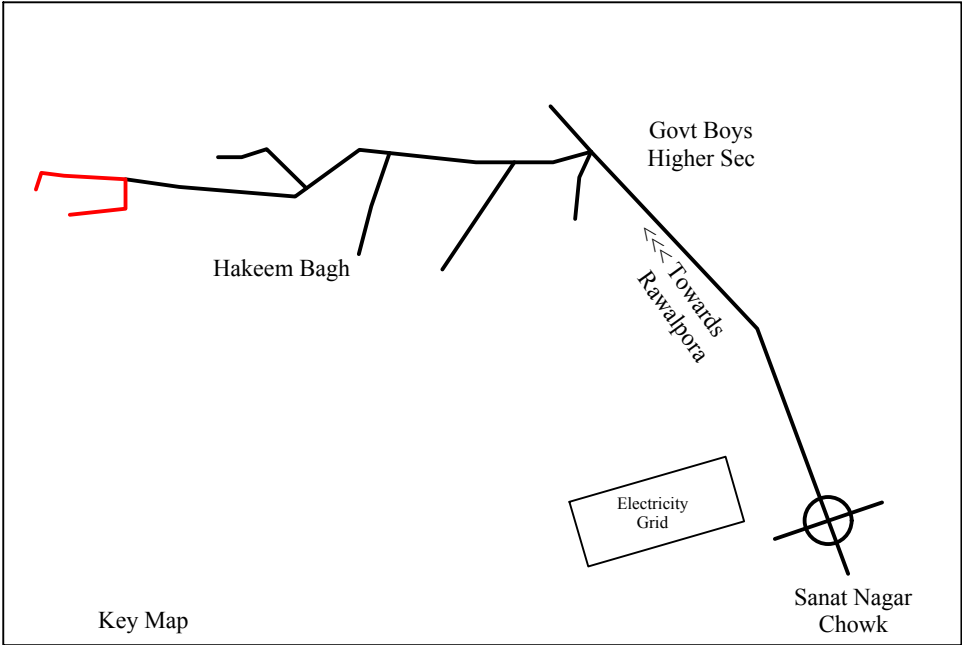 Govt Boys
Higher Sec
Hakeem Bagh
<<< Towards
Rawalpora
Electricity
Grid
Sanat Nagar
Chowk
Key Map